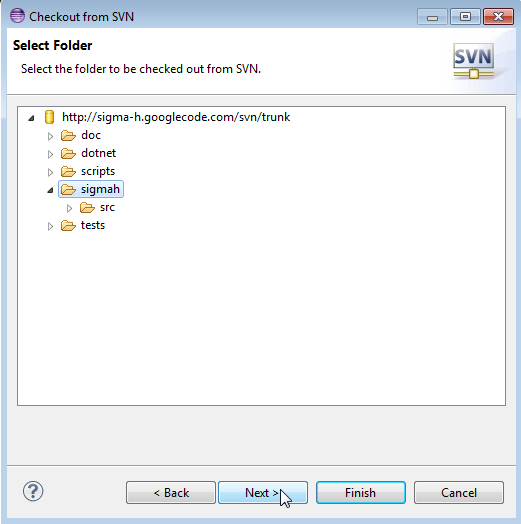 Checkout from SVN
Select Folder
Select the folder to be checked out from SVN.
SVN
http://sigma-h.googlecode.com/svn/trunk
doc
dotnet
scripts
sigmah
src
tests
?
< Back
Next >
Finish
Cancel